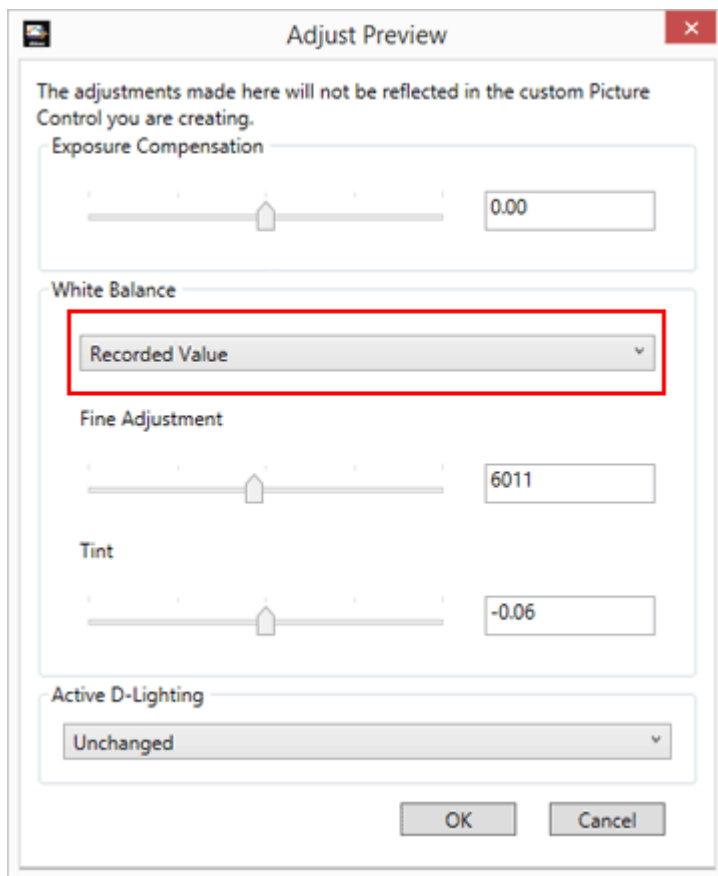 Adjust Preview
The adjustments made here will not be reflected in the custom Picture
Control you are creating.
Exposure Compensation
0.00
White Balance
Recorded Value
Fine Adjustment
6011
Tint
-0.06
Active D-Lighting
Unchanged
OK Cancel